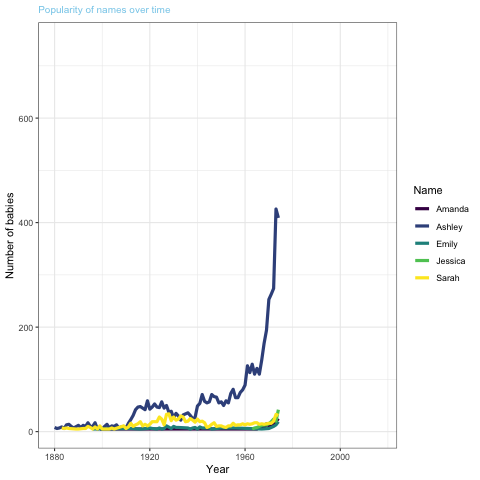 Popularity of names over time
Number of babies
600
400
200
0
1880
1920
1960
2000
Year
Name
Amanda
Ashley
Emily
Jessica
Sarah